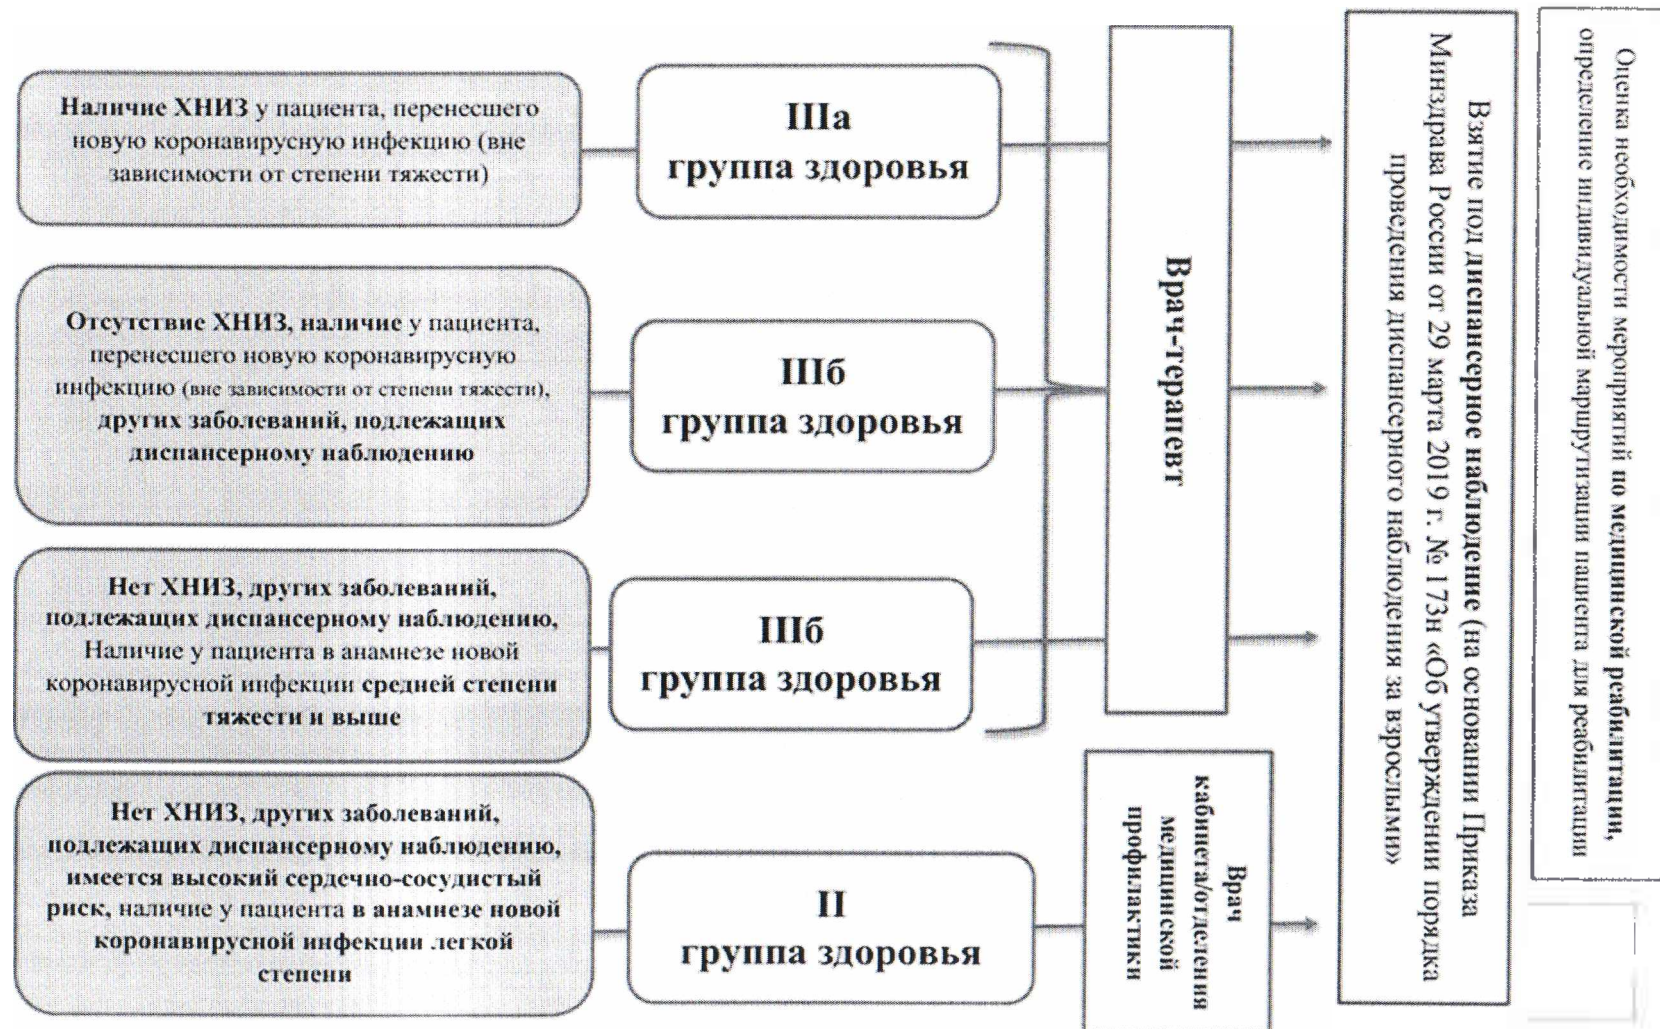 Наличие ХНИЗ у пациента, перенесшего
новую коронавирусную инфекцию (вне
зависимости от степени тяжести)
IIIа
группа здоровья
Отсутствие ХНИЗ, наличие у пациента,
перенесшего новую коронавирусную
инфекцию (вне зависимости от степени тяжести),
других заболеваний, подлежащих
диспансерному наблюдению
IIIб
группа здоровья
Нет ХНИЗ, других заболеваний,
подлежащих диспансерному наблюдению,
Наличие у пациента в анамнезе новой
коронавирусной инфекции средней степени
тяжести и выше
IIIб
группа здоровья
Нет ХНИЗ, других заболеваний,
подлежащих диспансерному наблюдению,
имеется высокий сердечно-сосудистый
риск, наличие у пациента в анамнезе новой
коронавирусной инфекции легкой
степени
II
группа здоровья
Врач-терапевт
Врач
кабинета/отделения
медицинской
профилактики
Взятие под диспансерное наблюдение (на основании Приказа
Минздрава России от 29 марта 2019 г. № 173н «Об утверждении порядка
проведения диспансерного наблюдения за взрослыми»
Оценка необходимости мероприятий по медицинской реабилитации,
определение индивидуальной маршрутизации пациента для реабилитации